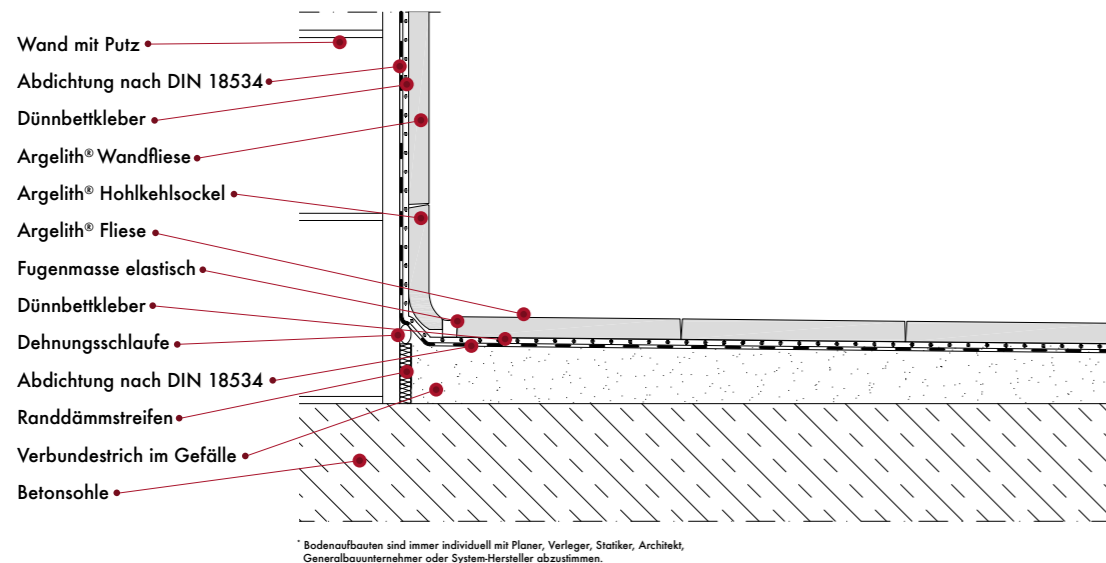 Wand mit Putz
Abdichtung nach DIN 18534
Dünnbettkleber
Argelith® Wandfliese
Argelith® Hohlkehlsockel
Argelith® Fliese
Fugenmasse elastisch
Dünnbettkleber
Dehnungsschlaufe
Abdichtung nach DIN 18534
Randdämmstreifen
Verbundestrich im Gefälle
Betonsohle
* Bodenaufbauten sind immer individuell mit Planer, Verleger, Statiker, Architekt,
Generalbauunternehmer oder System-Hersteller abzustimmen.